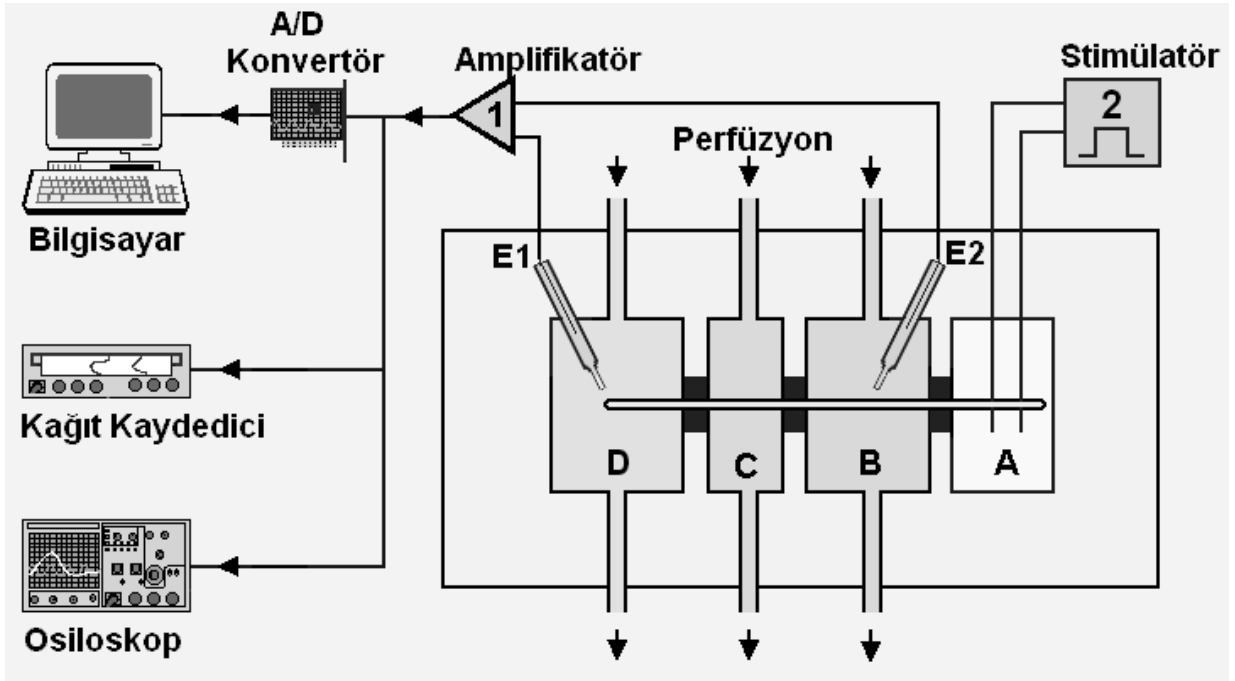 A/D
Konvertör
Amplifikatör
Stimülatör
1
2
Perfüzyon
Bilgisayar
E1
E2
Kağıt Kaydedici
D
C
B
A
Osiloskop